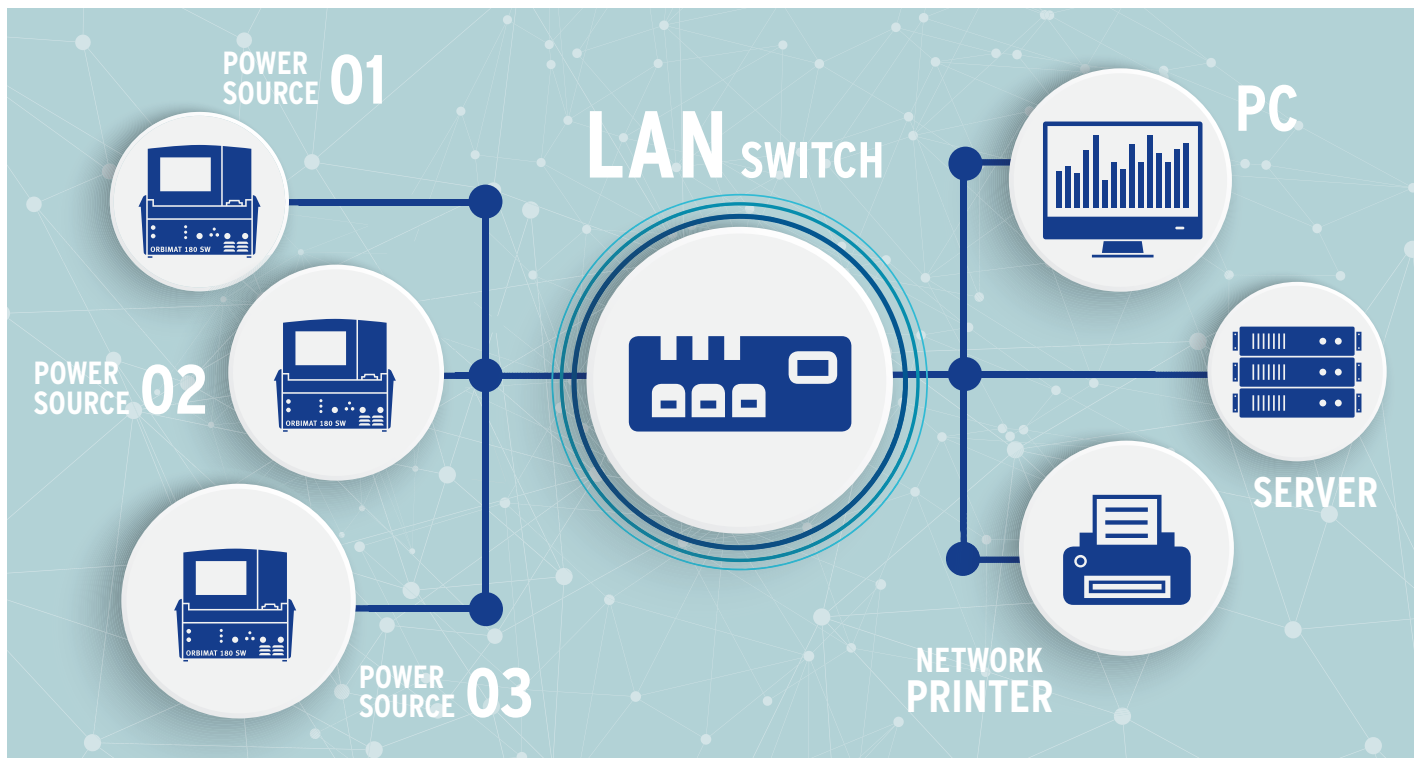 POWER
SOURCE 01
ORBIMAT 180 SW
POWER
SOURCE 02
ORBIMAT 180 SW
ORBIMAT 180 SW
POWER
SOURCE 03
LAN SWITCH
PC
SERVER
NETWORK
PRINTER